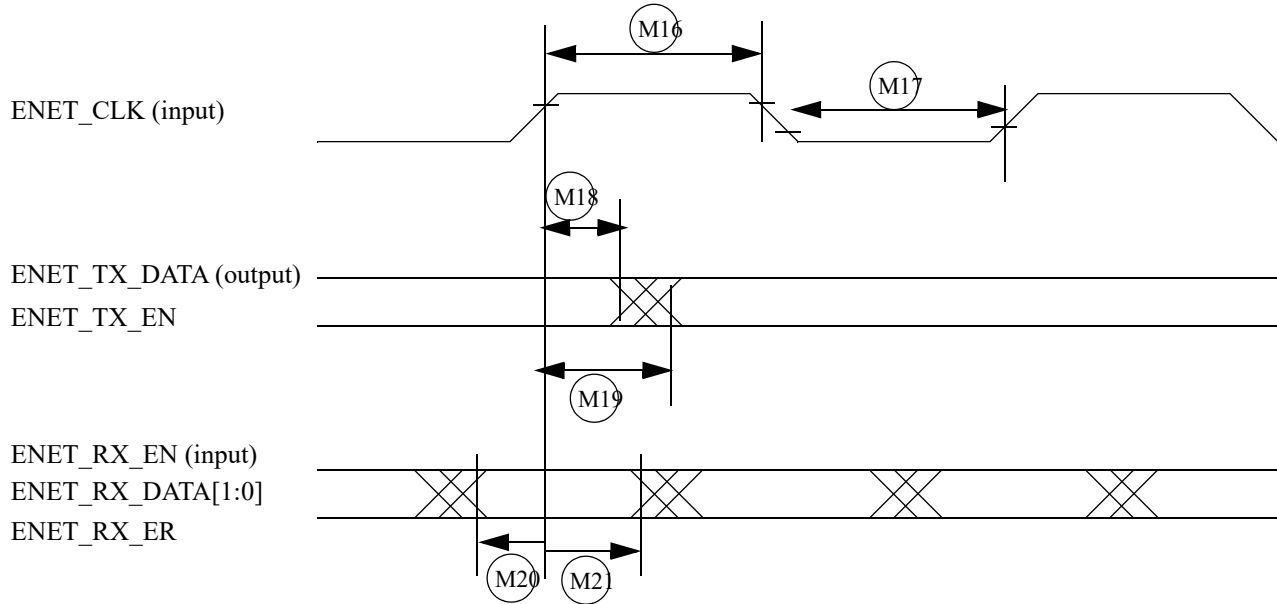 M16
M17
ENET_CLK (input)
M18
ENET_TX_DATA (output)
ENET_TX_EN
M19
ENET_RX_EN (input)
ENET_RX_DATA[1:0]
ENET_RX_ER
M20
M21